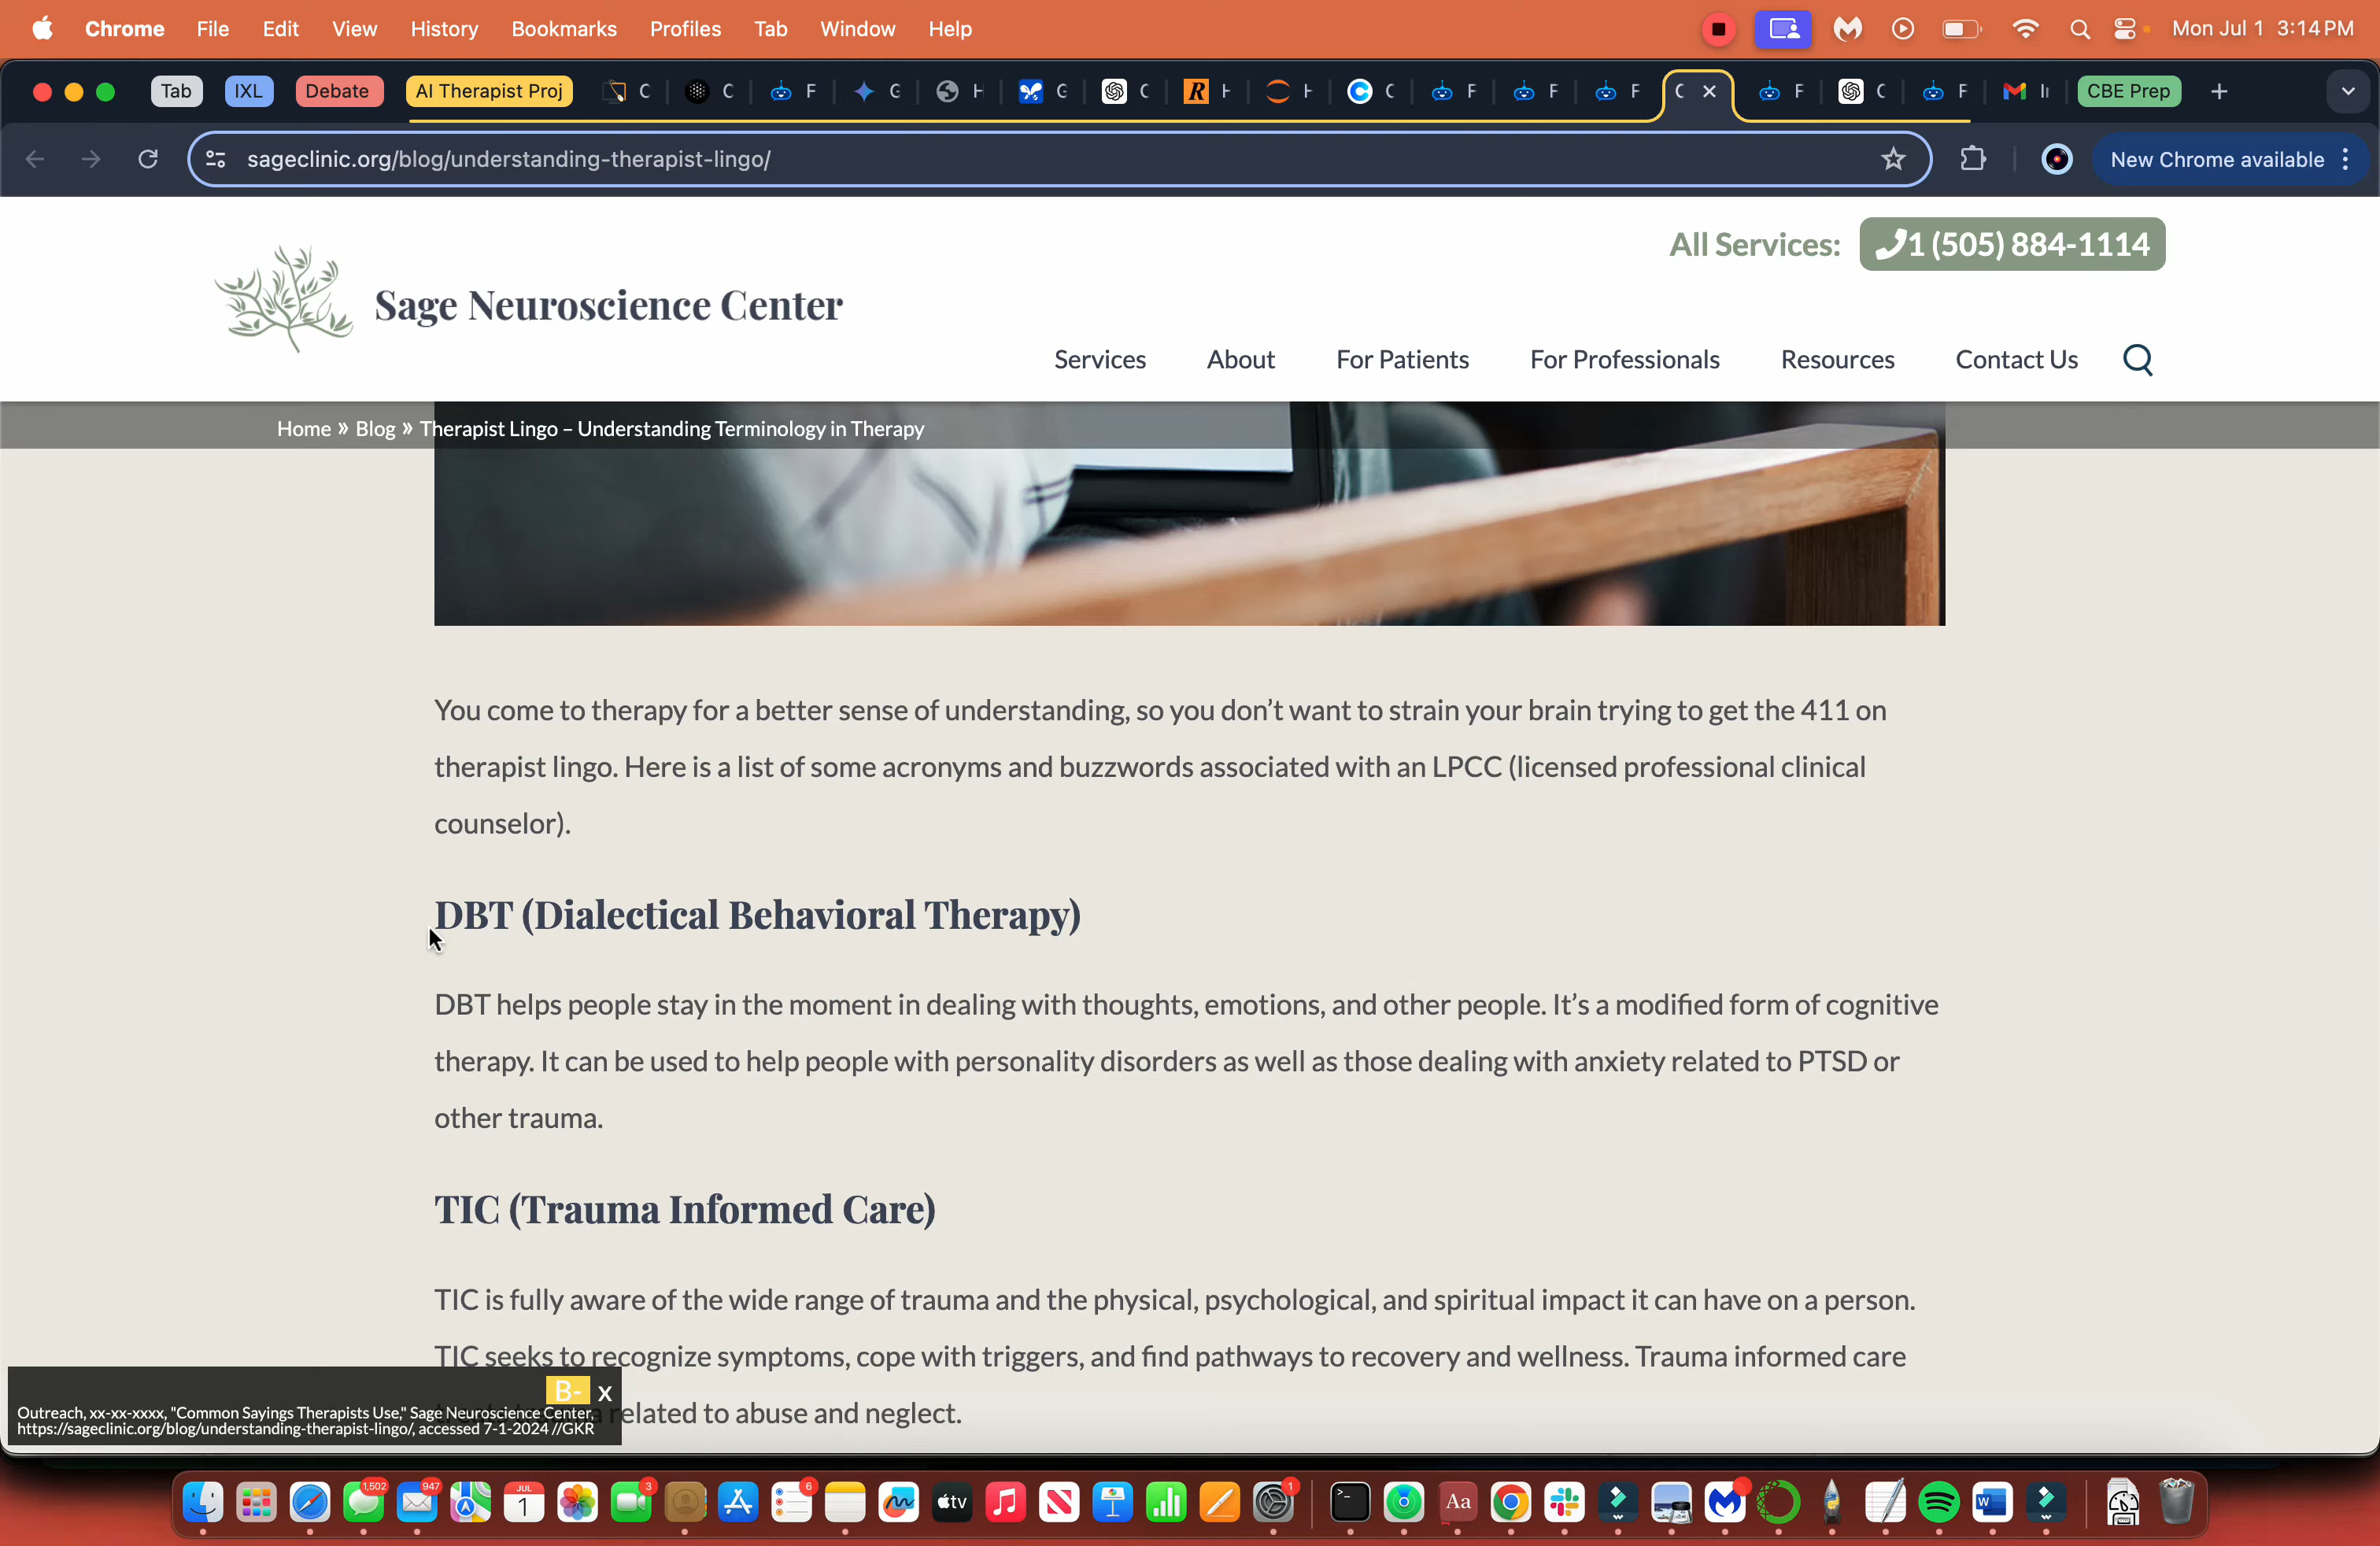 Chrome File Edit View History Bookmarks Profiles Tab Window Help Mon Jul 1 3:14 PM
Tab IXL Debate AI Therapist Proj C C F G H G C H H C F F F C F C F CBE Prep
sageclinic.org/blog/understanding-therapist-lingo/ New Chrome available
All Services: 1 (505) 884-1114
Sage Neuroscience Center
Services About For Patients For Professionals Resources Contact Us
Home » Blog » Therapist Lingo – Understanding Terminology in Therapy
You come to therapy for a better sense of understanding, so you don't want to strain your brain trying to get the 411 on
therapist lingo. Here is a list of some acronyms and buzzwords associated with an LPCC (licensed professional clinical
counselor).
DBT (Dialectical Behavioral Therapy)
DBT helps people stay in the moment in dealing with thoughts, emotions, and other people. It's a modified form of cognitive
therapy. It can be used to help people with personality disorders as well as those dealing with anxiety related to PTSD or
other trauma.
TIC (Trauma Informed Care)
TIC is fully aware of the wide range of trauma and the physical, psychological, and spiritual impact it can have on a person.
TIC seeks to recognize symptoms, cope with triggers, and find pathways to recovery and wellness. Trauma informed care
related to abuse and neglect.
B- x
Outreach, xx-xx-xxxx, "Common Sayings Therapists Use," Sage Neuroscience Center,
https://sageclinic.org/blog/understanding-therapist-lingo/, accessed 7-1-2024 //GKR
1,502 947 JUL 1 3 6 tv 1 Aa W